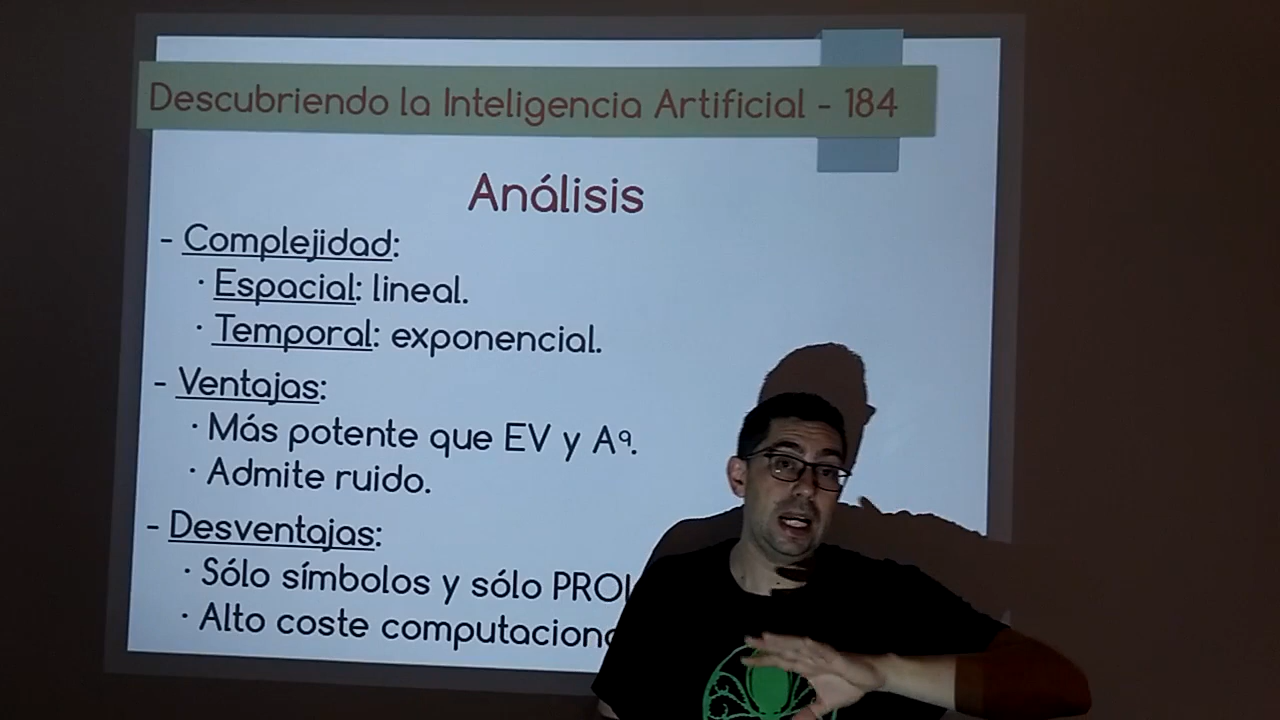 Descubriendo la Inteligencia Artificial - 184
Análisis
- Complejidad:
· Espacial: lineal.
· Temporal: exponencial.
- Ventajas:
· Más potente que EV y Aº.
· Admite ruido.
- Desventajas:
· Sólo símbolos y sólo
· Alto coste